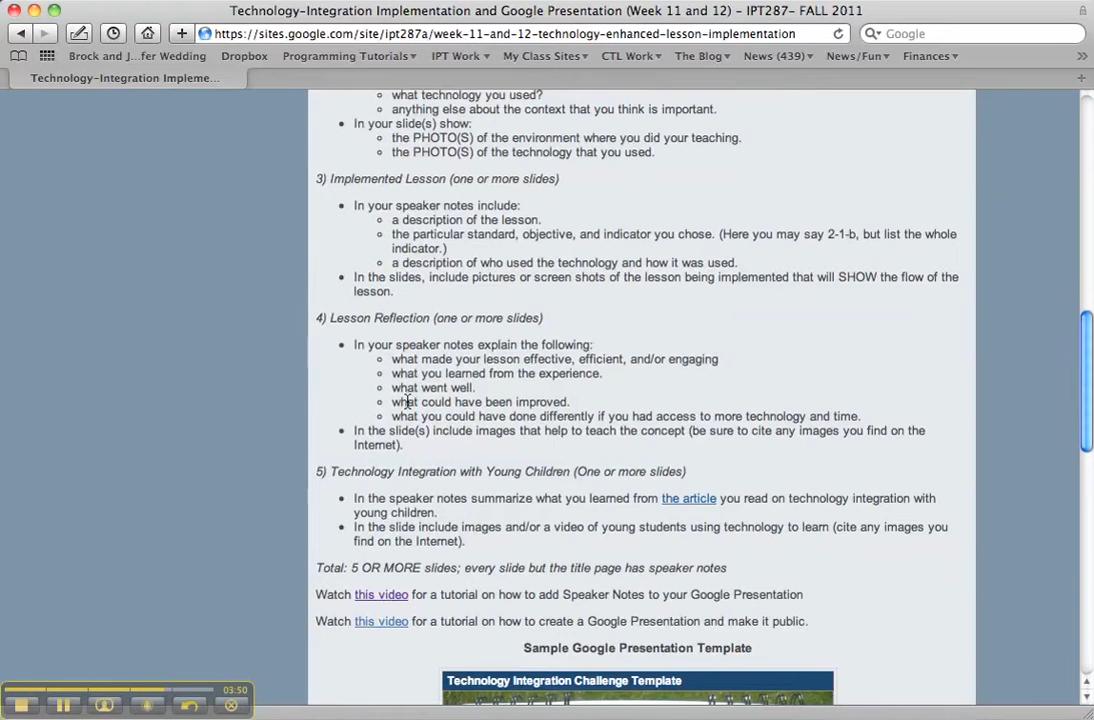 Technology-Integration Implementation and Google Presentation (Week 11 and 12) – IPT287- FALL 2011
https://sites.google.com/site/ipt287a/week-11-and-12-technology-enhanced-lesson-implementation
Google
Brock and J...fer Wedding Dropbox Programming Tutorials IPT Work My Class Sites CTL Work The Blog News (439) News/Fun Finances
Technology-Integration Impleme...
what technology you used?
anything else about the context that you think is important.
In your slide(s) show:
the PHOTO(S) of the environment where you did your teaching.
the PHOTO(S) of the technology that you used.
3) Implemented Lesson (one or more slides)
In your speaker notes include:
a description of the lesson.
the particular standard, objective, and indicator you chose. (Here you may say 2-1-b, but list the whole
indicator.)
a description of who used the technology and how it was used.
In the slides, include pictures or screen shots of the lesson being implemented that will SHOW the flow of the
lesson.
4) Lesson Reflection (one or more slides)
In your speaker notes explain the following:
what made your lesson effective, efficient, and/or engaging
what you learned from the experience.
what went well.
what could have been improved.
what you could have done differently if you had access to more technology and time.
In the slide(s) include images that help to teach the concept (be sure to cite any images you find on the
Internet).
5) Technology Integration with Young Children (One or more slides)
In the speaker notes summarize what you learned from the article you read on technology integration with
young children.
In the slide include images and/or a video of young students using technology to learn (cite any images you
find on the Internet).
Total: 5 OR MORE slides; every slide but the title page has speaker notes
Watch this video for a tutorial on how to add Speaker Notes to your Google Presentation
Watch this video for a tutorial on how to create a Google Presentation and make it public.
Sample Google Presentation Template
Technology Integration Challenge Template
03:50